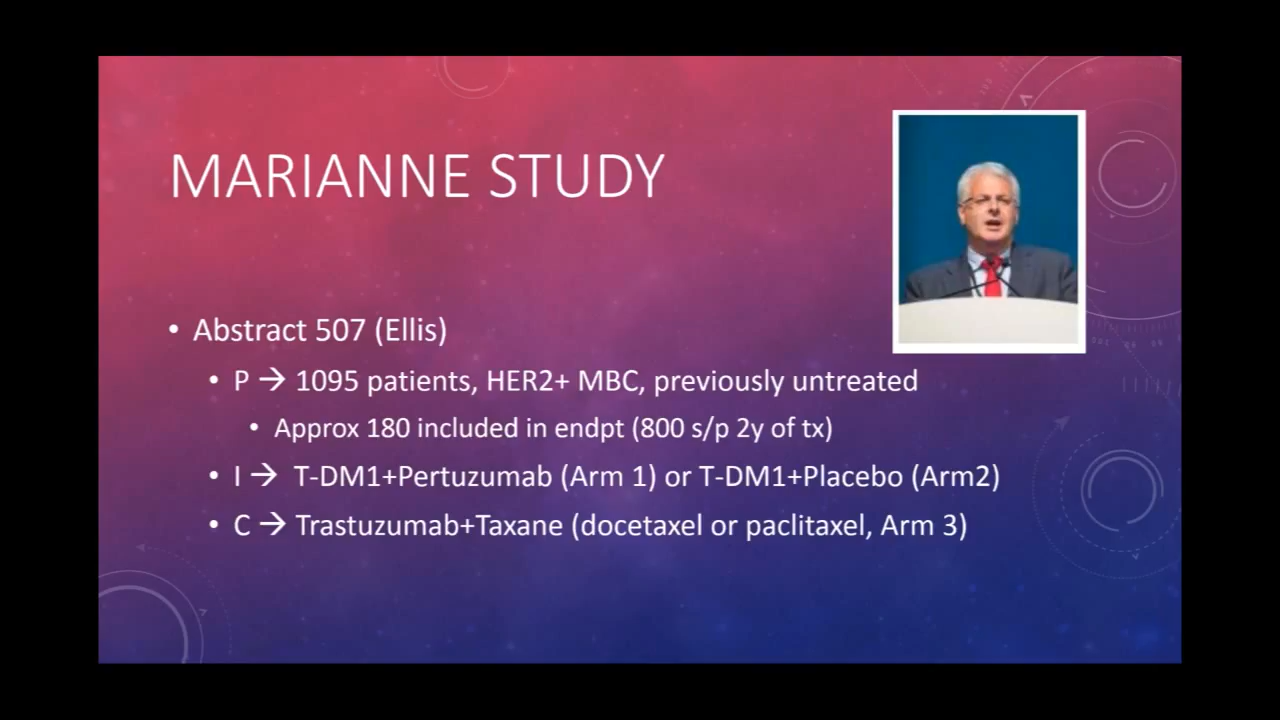 MARIANNE STUDY
• Abstract 507 (Ellis)
• P → 1095 patients, HER2+ MBC, previously untreated
• Approx 180 included in endpt (800 s/p 2y of tx)
• I → T-DM1+Pertuzumab (Arm 1) or T-DM1+Placebo (Arm2)
• C → Trastuzumab+Taxane (docetaxel or paclitaxel, Arm 3)